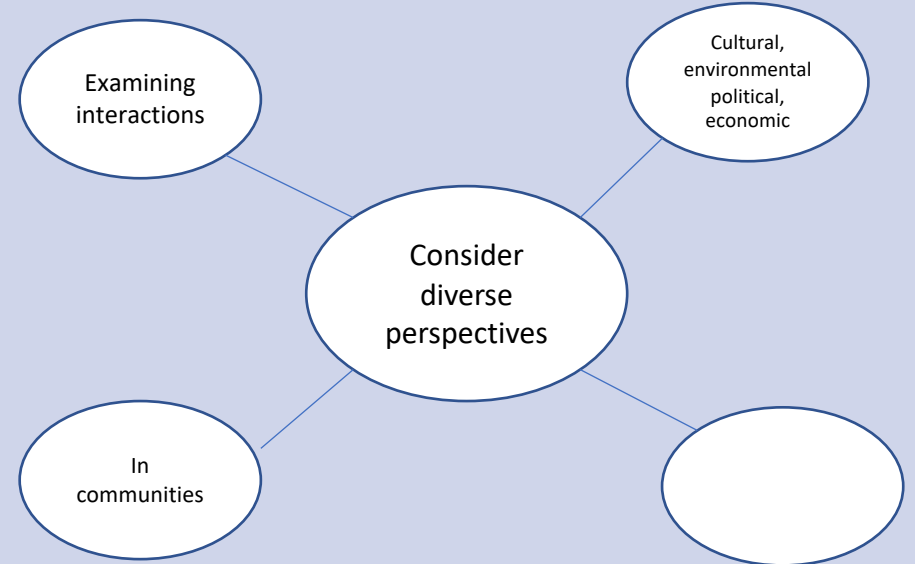 Examining
interactions
Cultural,
environmental
political,
economic
Consider
diverse
perspectives
In
communities